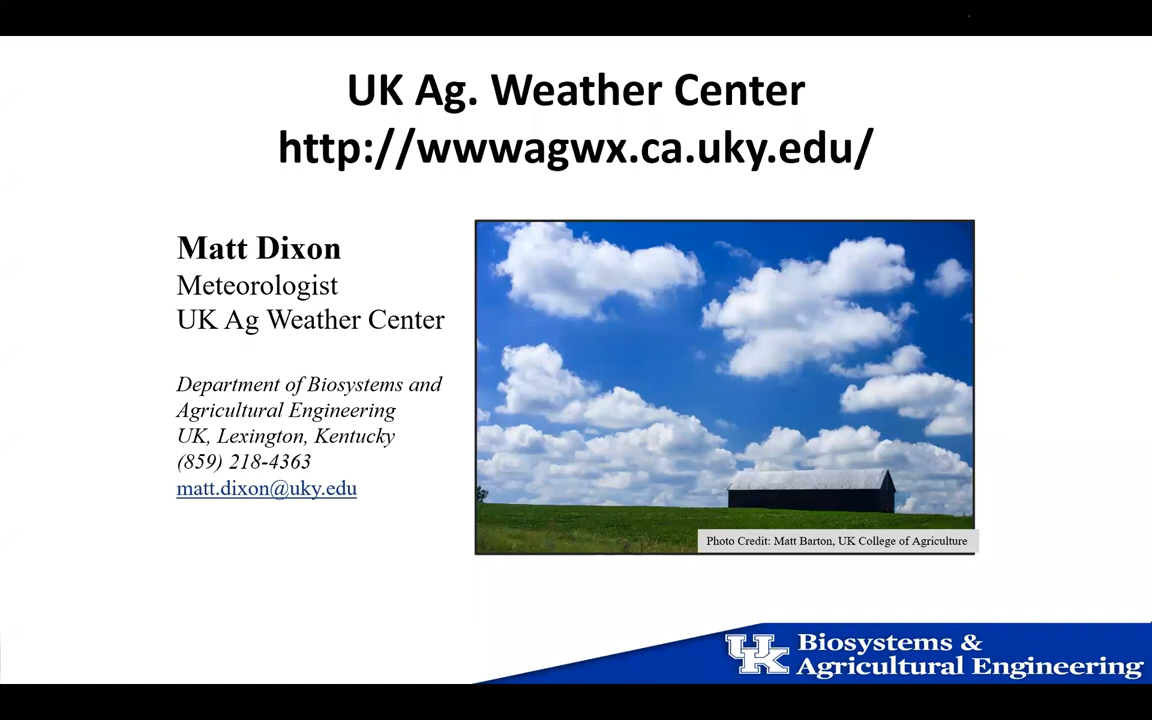 UK Ag. Weather Center
http://wwwagwx.ca.uky.edu/
Matt Dixon
Meteorologist
UK Ag Weather Center
Department of Biosystems and
Agricultural Engineering
UK, Lexington, Kentucky
(859) 218-4363
matt.dixon@uky.edu
Photo Credit: Matt Barton, UK College of Agriculture
UK Biosystems &
Agricultural Engineering